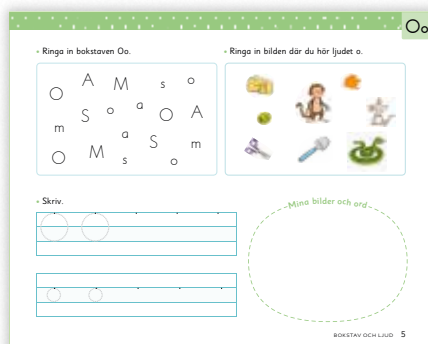 Oo
Ringa in bokstaven Oo.
Ringa in bilden där du hör ljudet o.
A M s o
O
S o a O A
m
a S m
O M s o
Skriv.
Mina bilder och ord
O O
o o
BOKSTAV OCH LJUD 5